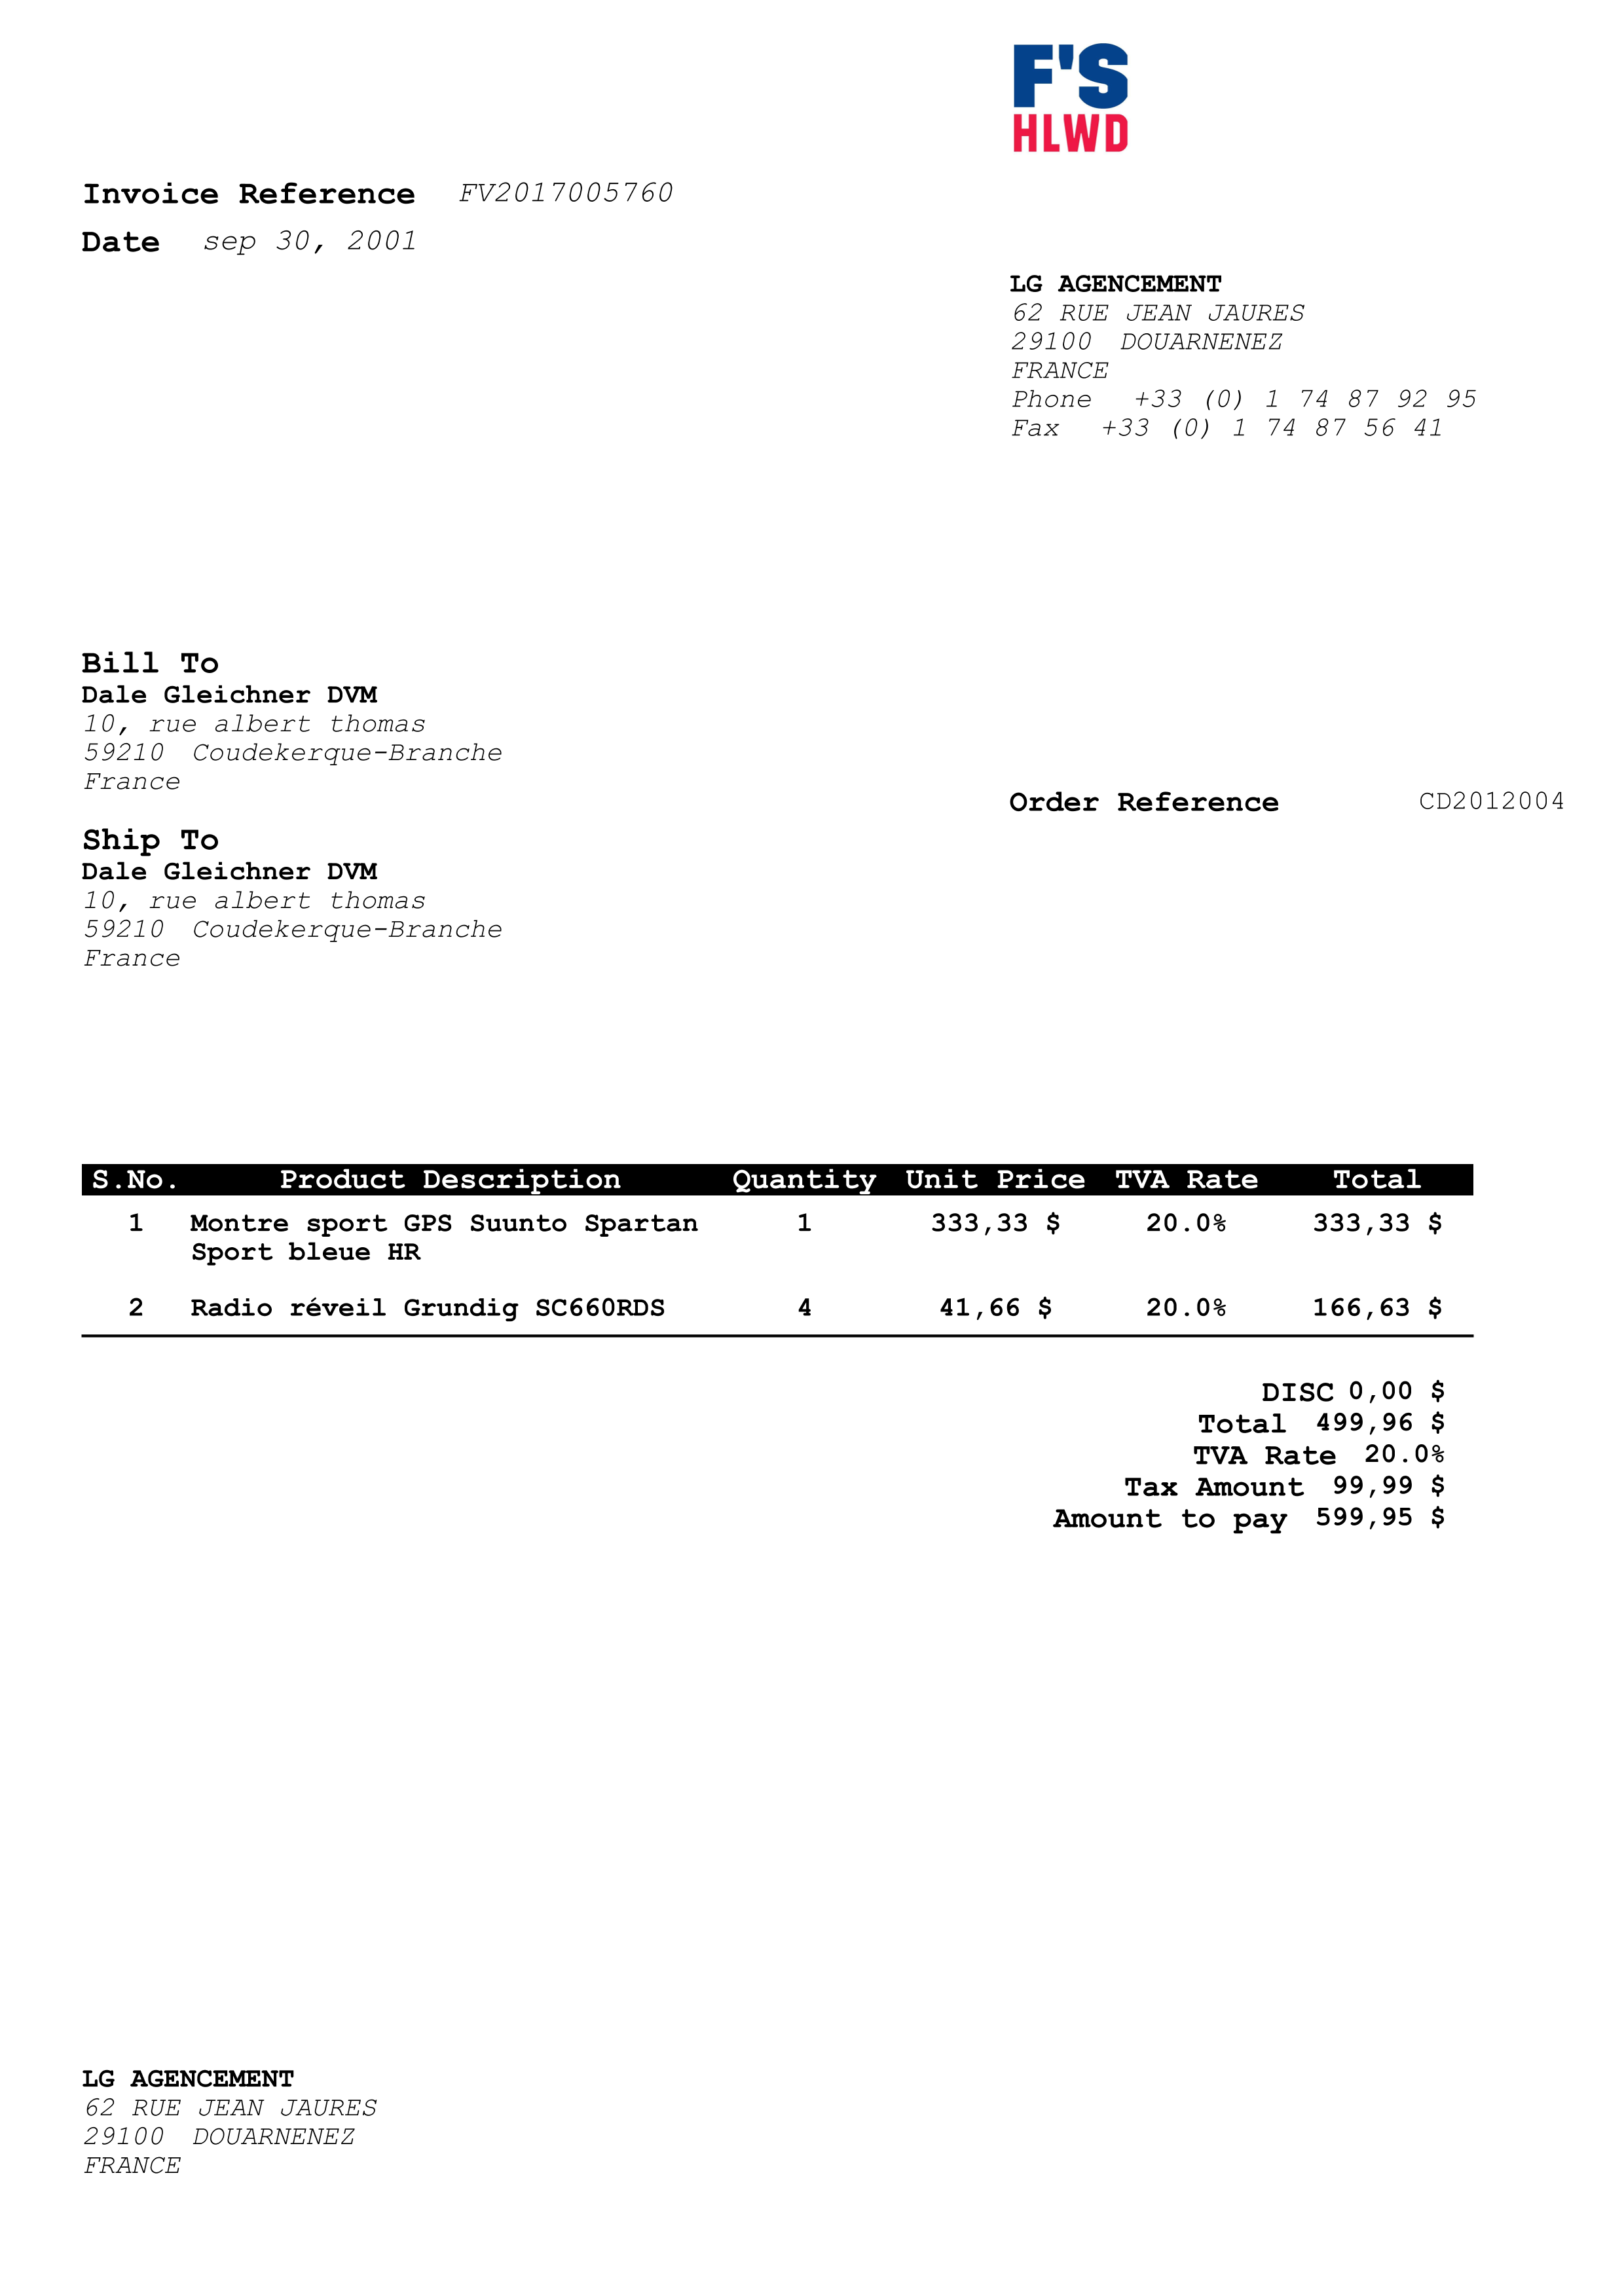 F'S
HLWD
Invoice Reference FV2017005760
Date sep 30, 2001
LG AGENCEMENT
62 RUE JEAN JAURES
29100 DOUARNENEZ
FRANCE
Phone +33 (0) 1 74 87 92 95
Fax +33 (0) 1 74 87 56 41
Bill To
Dale Gleichner DVM
10, rue albert thomas
59210 Coudekerque-Branche
France
Order Reference CD2012004
Ship To
Dale Gleichner DVM
10, rue albert thomas
59210 Coudekerque-Branche
France
S.No. Product Description Quantity Unit Price TVA Rate Total
1 Montre sport GPS Suunto Spartan 1 333,33 $ 20.0% 333,33 $
Sport bleue HR
2 Radio réveil Grundig SC660RDS 4 41,66 $ 20.0% 166,63 $
DISC 0,00 $
Total 499,96 $
TVA Rate 20.0%
Tax Amount 99,99 $
Amount to pay 599,95 $
LG AGENCEMENT
62 RUE JEAN JAURES
29100 DOUARNENEZ
FRANCE